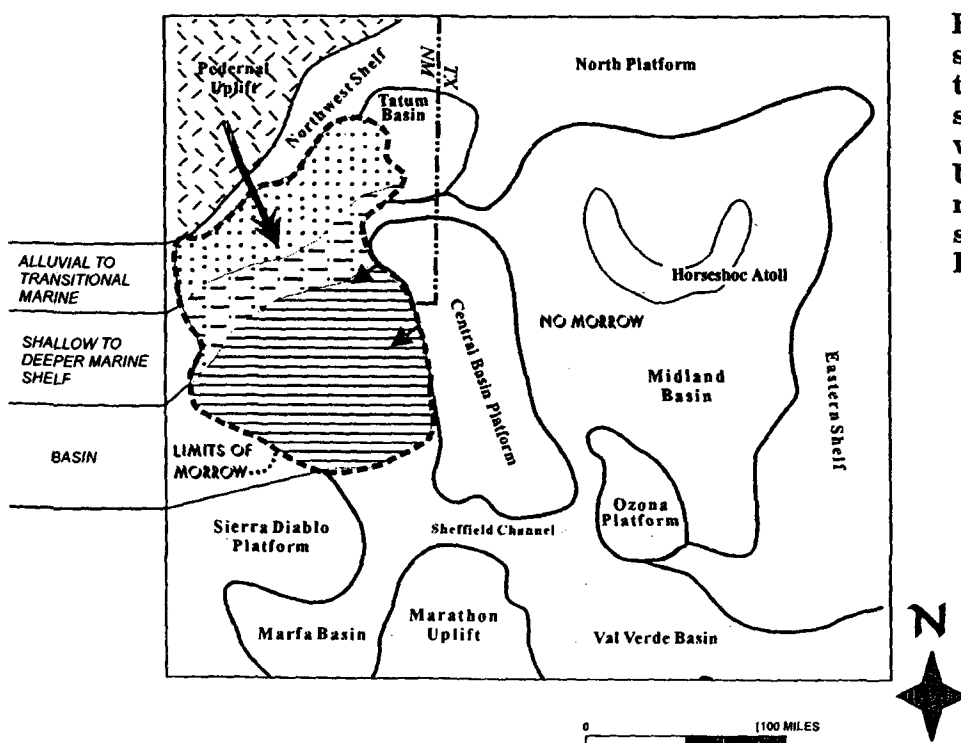 Pedernal
Uplift
Northwest Shelf
NM
TX
North Platform
Tatum
Basin
ALLUVIAL TO
TRANSITIONAL
MARINE
Horseshoc Atoll
SHALLOW TO
DEEPER MARINE
SHELF
NO MORROW
Central Basin Platform
Midland
Basin
Eastern Shelf
BASIN
LIMITS OF
MORROW
Ozona
Platform
Sierra Diablo
Platform
Sheffield Channel
Marfa Basin
Marathon
Uplift
Val Verde Basin
N
0 100 MILES